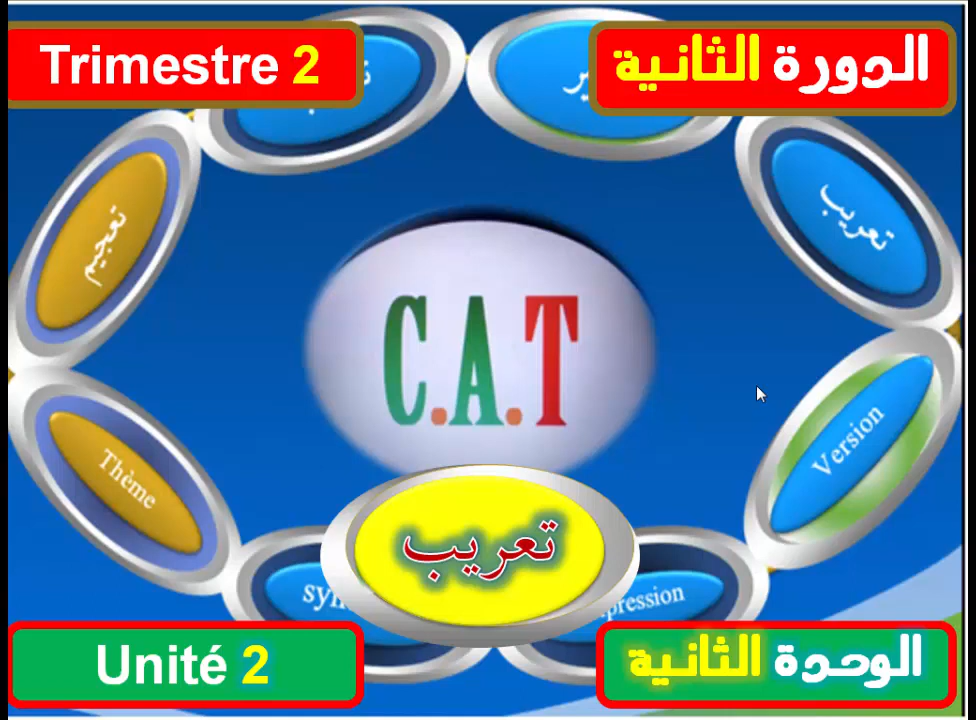 Trimestre 2
الدورة الثانية
تعريب
تعجيم
C.A.T
Version
Thème
تعريب
Unité 2
الوحدة الثانية